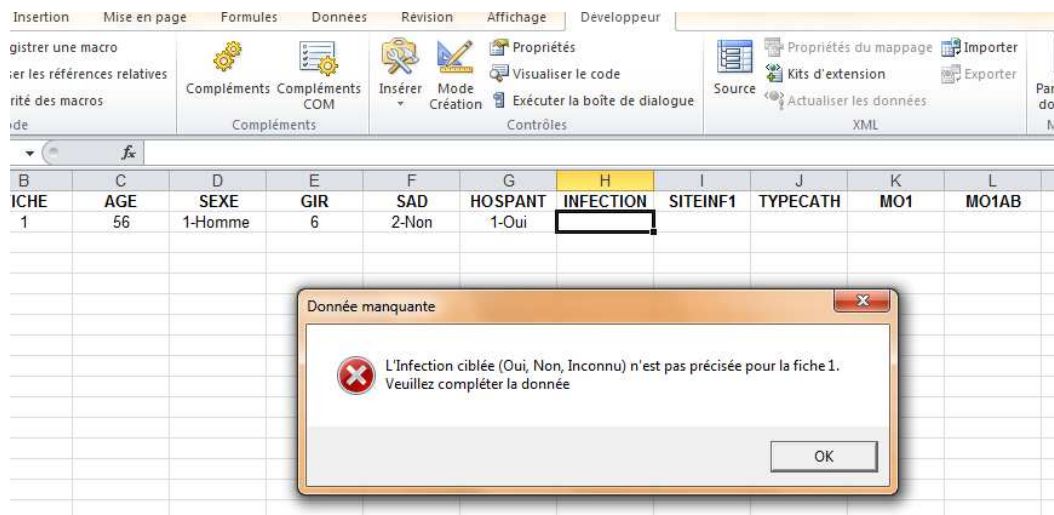 Insertion Mise en page Formules Données Révision Affichage Développeur
gistrer une macro
ser les références relatives
rité des macros
de
Compléments Compléments COM
Compléments
Insérer Mode Création
Propriétés
Visualiser le code
Exécuter la boîte de dialogue
Contrôles
Source
Propriétés du mappage
Kits d'extension
Actualiser les données
Importer
Exporter
XML
Par
do
fx
B C D E F G H I J K L
ICHE AGE SEXE GIR SAD HOSPANT INFECTION SITEINF1 TYPECATH MO1 MO1AB
1 56 1-Homme 6 2-Non 1-Oui
Donnée manquante
L'Infection ciblée (Oui, Non, Inconnu) n'est pas précisée pour la fiche 1.
Veuillez compléter la donnée
OK